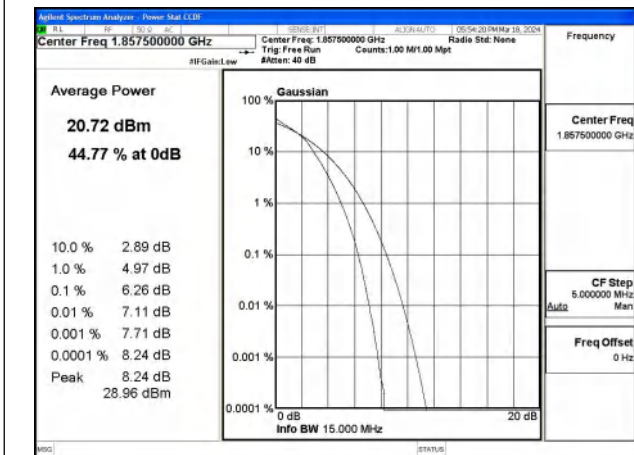 Agilent Spectrum Analyzer - Power Stat CCDF
RL RF 50 Ω AC SENSE:INT ALIGN AUTO 05:54:20 PM Mar 18, 2024
Center Freq 1.857500000 GHz
Center Freq: 1.857500000 GHz Radio Std: None
Trig: Free Run Counts:1.00 M/1.00 Mpt
#IFGain:Low #Atten: 40 dB
Frequency
Average Power
20.72 dBm
44.77 % at 0dB
10.0 % 2.89 dB
1.0 % 4.97 dB
0.1 % 6.26 dB
0.01 % 7.11 dB
0.001 % 7.71 dB
0.0001 % 8.24 dB
Peak 8.24 dB
28.96 dBm
Gaussian
100 %
10 %
1 %
0.1 %
0.01 %
0.001 %
0.0001 %
0 dB 20 dB
Info BW 15.000 MHz
Center Freq
1.857500000 GHz
CF Step
5.000000 MHz
Auto Man
Freq Offset
0 Hz
MSG STATUS